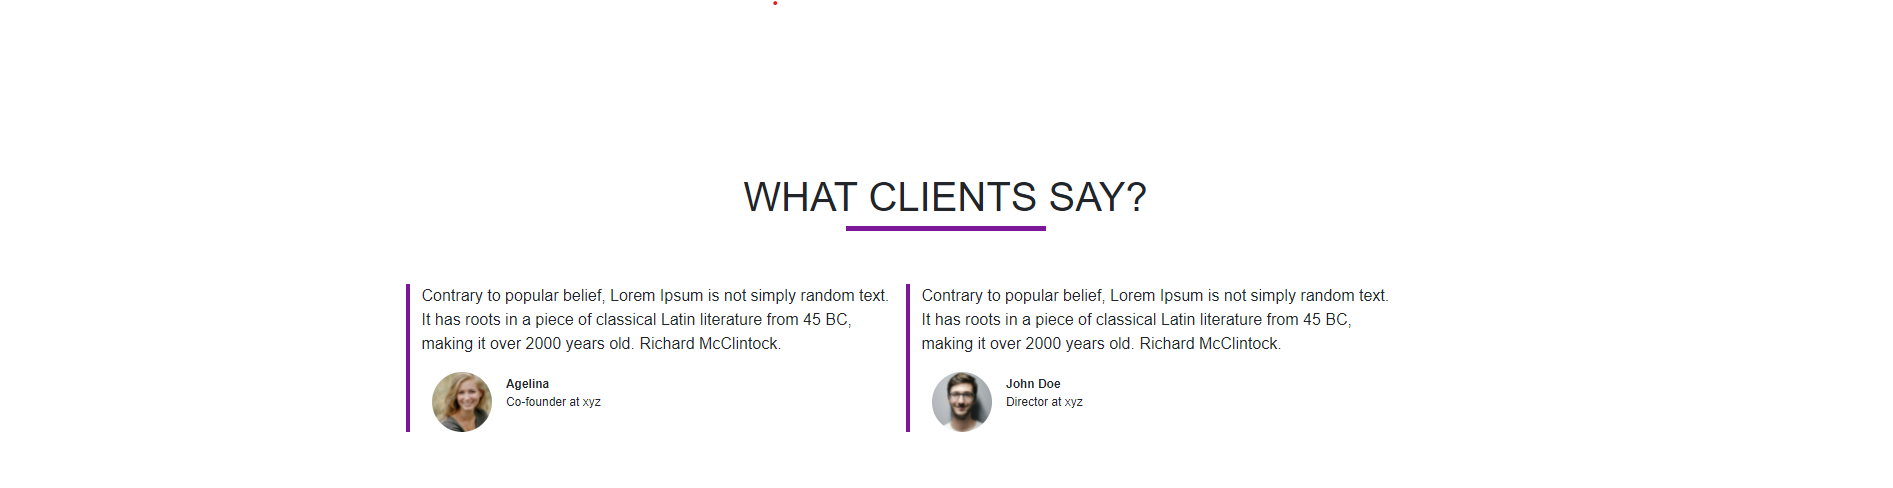 WHAT CLIENTS SAY?
Contrary to popular belief, Lorem Ipsum is not simply random text.
It has roots in a piece of classical Latin literature from 45 BC,
making it over 2000 years old. Richard McClintock.
Agelina
Co-founder at xyz
Contrary to popular belief, Lorem Ipsum is not simply random text.
It has roots in a piece of classical Latin literature from 45 BC,
making it over 2000 years old. Richard McClintock.
John Doe
Director at xyz